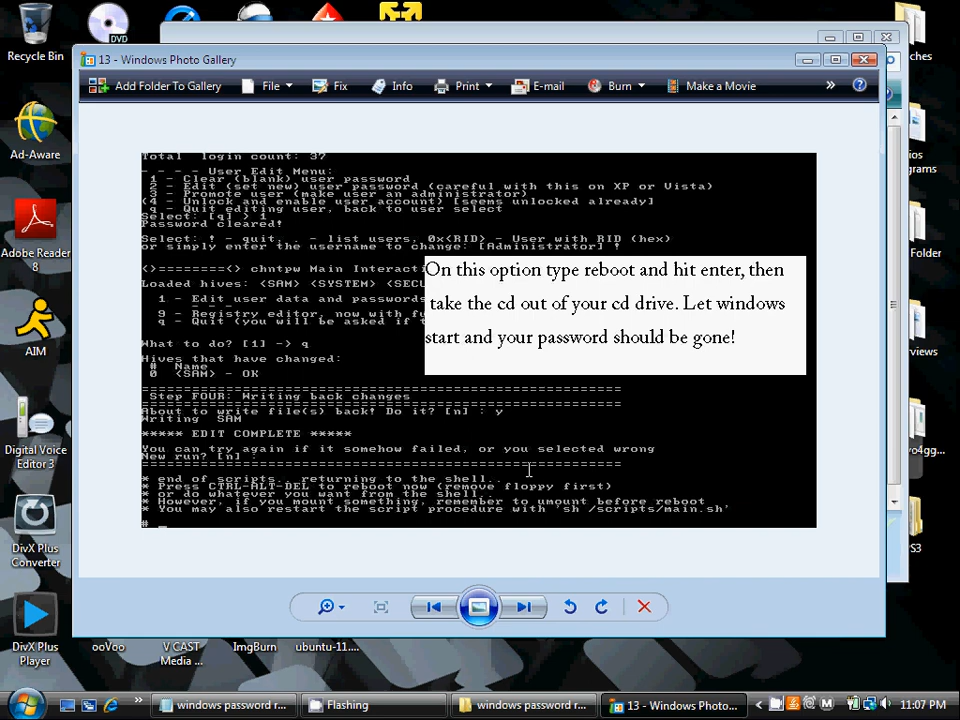 Recycle Bin
DVD
ches
13 - Windows Photo Gallery
Add Folder To Gallery
File
Fix
Info
Print
E-mail
Burn
Make a Movie
»
Ad-Aware
ios
grams
Total login count: 37
- - - - User Edit Menu:
1 - Clear (blank) user password
2 - Edit (set new) user password (careful with this on XP or Vista)
3 - Promote user (make user an administrator)
(4 - Unlock and enable user account) [seems unlocked already]
q - Quit editing user, back to user select
Select: [q] > 1
Password cleared!
Select: ! - quit, . - list users, 0x<RID> - User with RID (hex)
or simply enter the username to change: [Administrator] !
<>========<> chntpw Main Interacti
Loaded hives: <SAM> <SYSTEM> <SECU
1 - Edit user data and passwords
- - -
9 - Registry editor, now with fu
q - Quit (you will be asked if t
What to do? [1] -> q
Hives that have changed:
# Name
0 <SAM> - OK
Step FOUR: Writing back changes
About to write file(s) back! Do it? [n] : y
Writing SAM
***** EDIT COMPLETE *****
You can try again if it somehow failed, or you selected wrong
New run? [n] :
* end of scripts.. returning to the shell..
* Press CTRL-ALT-DEL to reboot now (remove floppy first)
* or do whatever you want from the shell..
* However, if you mount something, remember to umount before reboot
* You may also restart the script procedure with 'sh /scripts/main.sh'
#
On this option type reboot and hit enter, then
take the cd out of your cd drive. Let windows
start and your password should be gone!
Adobe Reader
8
Folder
AIM
views
Digital Voice
Editor 3
vo4gg...
DivX Plus
Converter
S3
DivX Plus
Player
ooVoo
V CAST
Media ...
ImgBurn
ubuntu-11....
»
windows password r...
Flashing
windows password r...
13 - Windows Photo...
11:07 PM